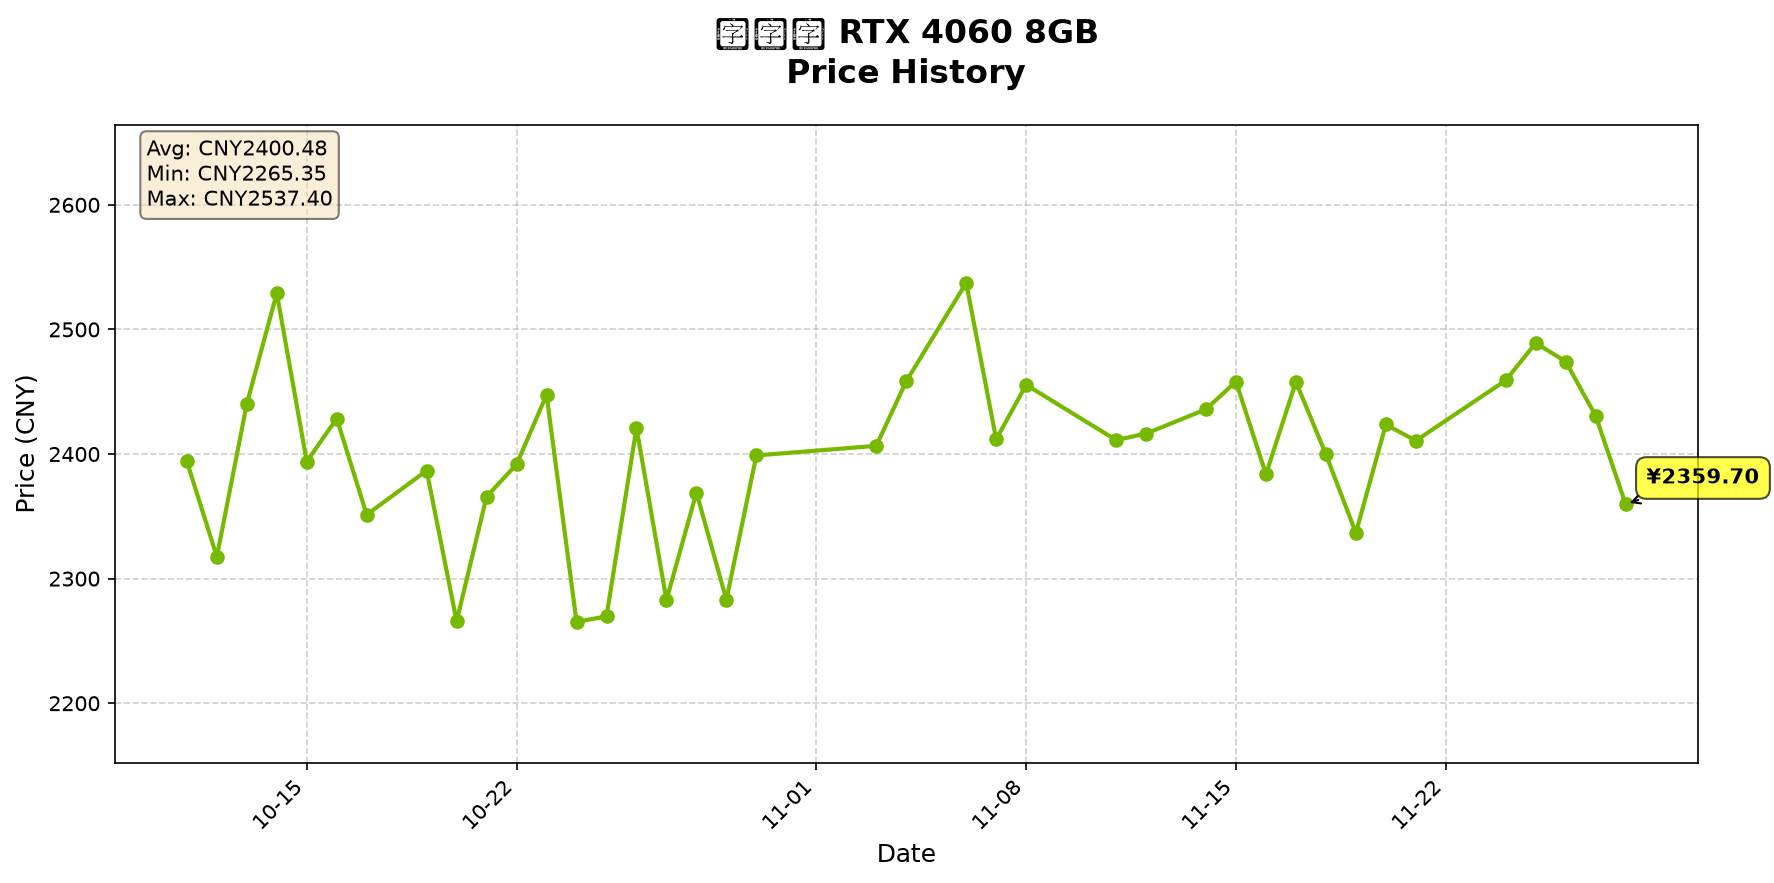 RTX 4060 8GB
Price History
Avg: CNY2400.48
Min: CNY2265.35
Max: CNY2537.40
Price (CNY)
2600
2500
2400
2300
2200
¥2359.70
10-15
10-22
11-01
11-08
11-15
11-22
Date